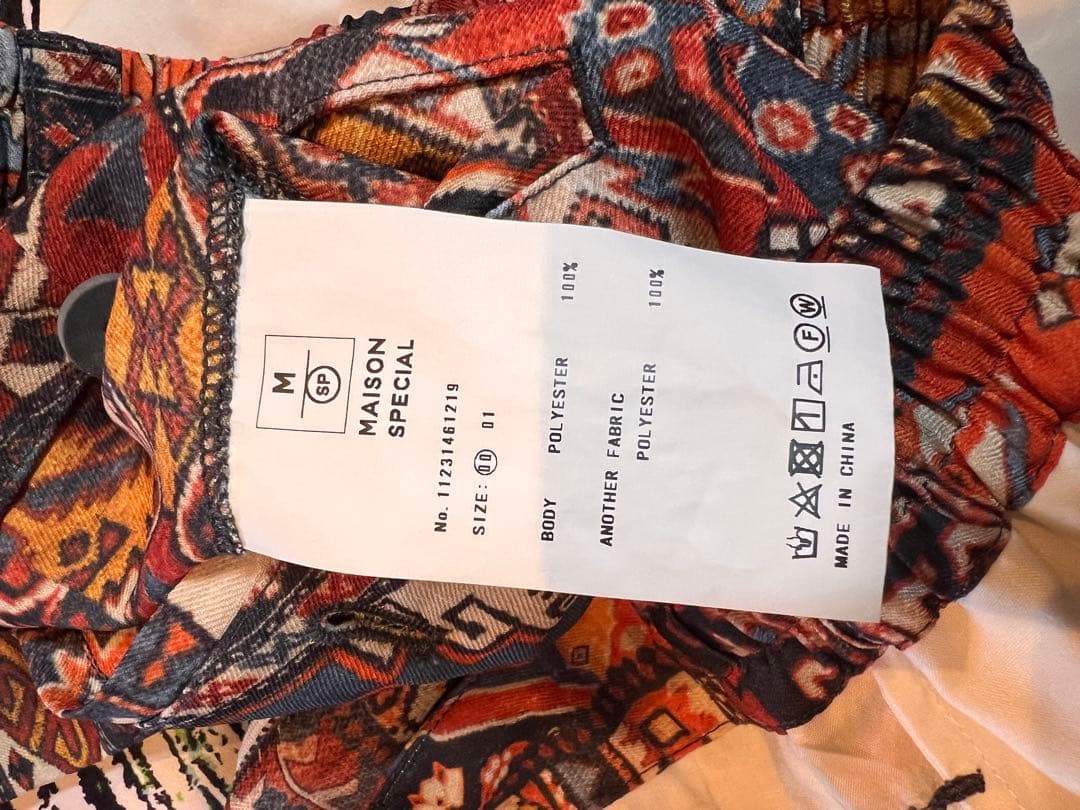 M
SP
MAISON
SPECIAL
No. 11231461219
SIZE: 00 01
BODY POLYESTER 100%
ANOTHER FABRIC
POLYESTER 100%
F W
MADE IN CHINA